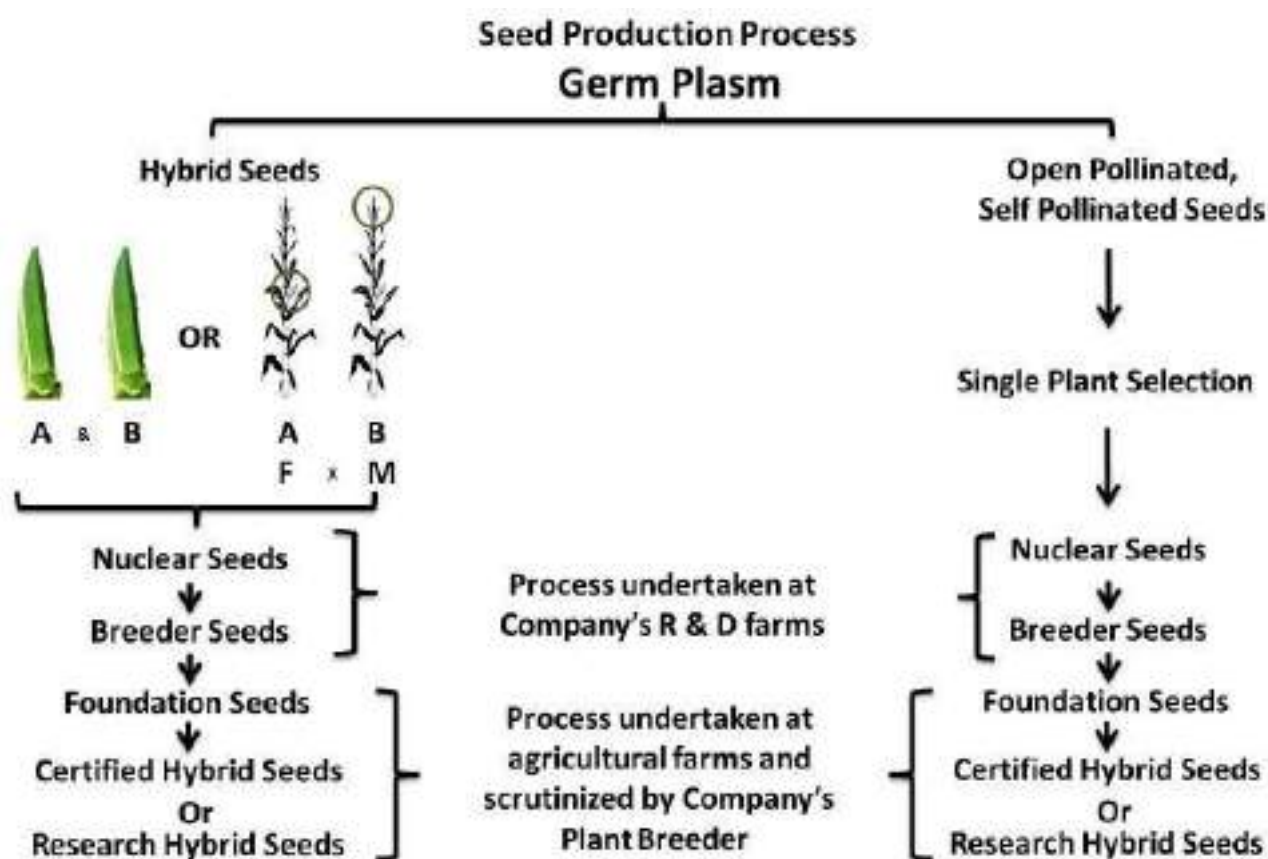 Seed Production Process
Germ Plasm
Hybrid Seeds
OR
A & B
A B
F x M
Nuclear Seeds
Breeder Seeds
Foundation Seeds
Certified Hybrid Seeds
Or
Research Hybrid Seeds
Process undertaken at
Company's R & D farms
Process undertaken at
agricultural farms and
scrutinized by Company's
Plant Breeder
Open Pollinated,
Self Pollinated Seeds
Single Plant Selection
Nuclear Seeds
Breeder Seeds
Foundation Seeds
Certified Hybrid Seeds
Or
Research Hybrid Seeds